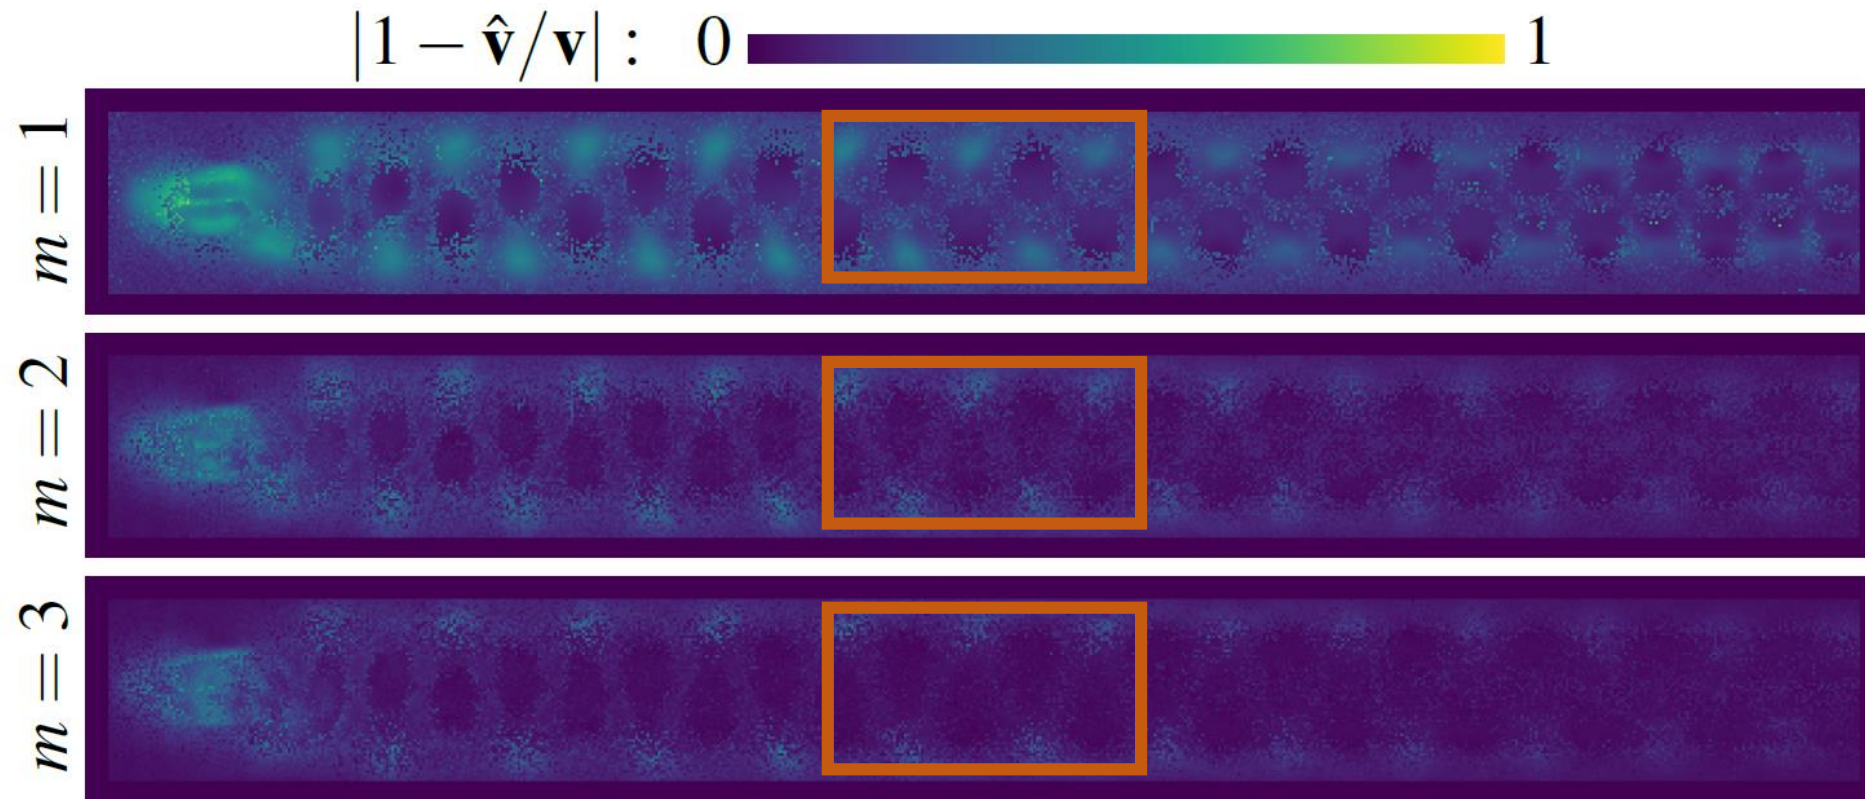 |1 − v̂/v| : 0 1
m = 1
m = 2
m = 3